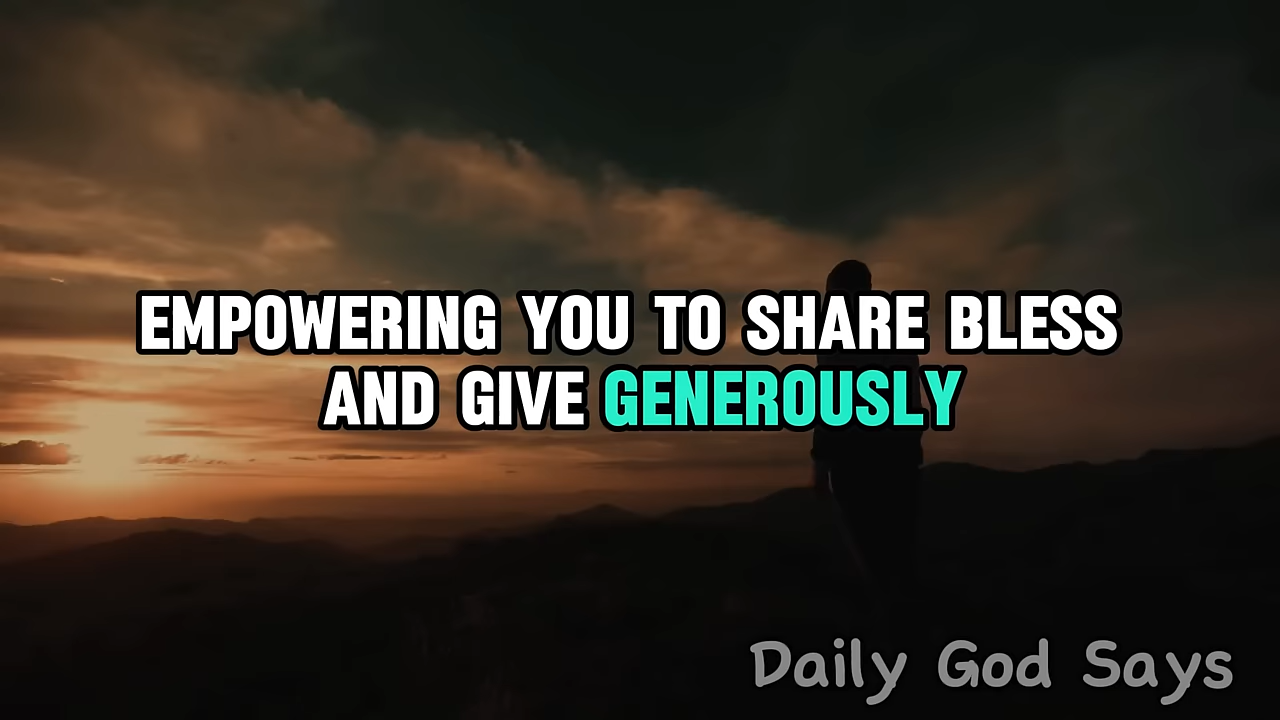 EMPOWERING YOU TO SHARE BLESS
AND GIVE GENEROUSLY
Daily God Says